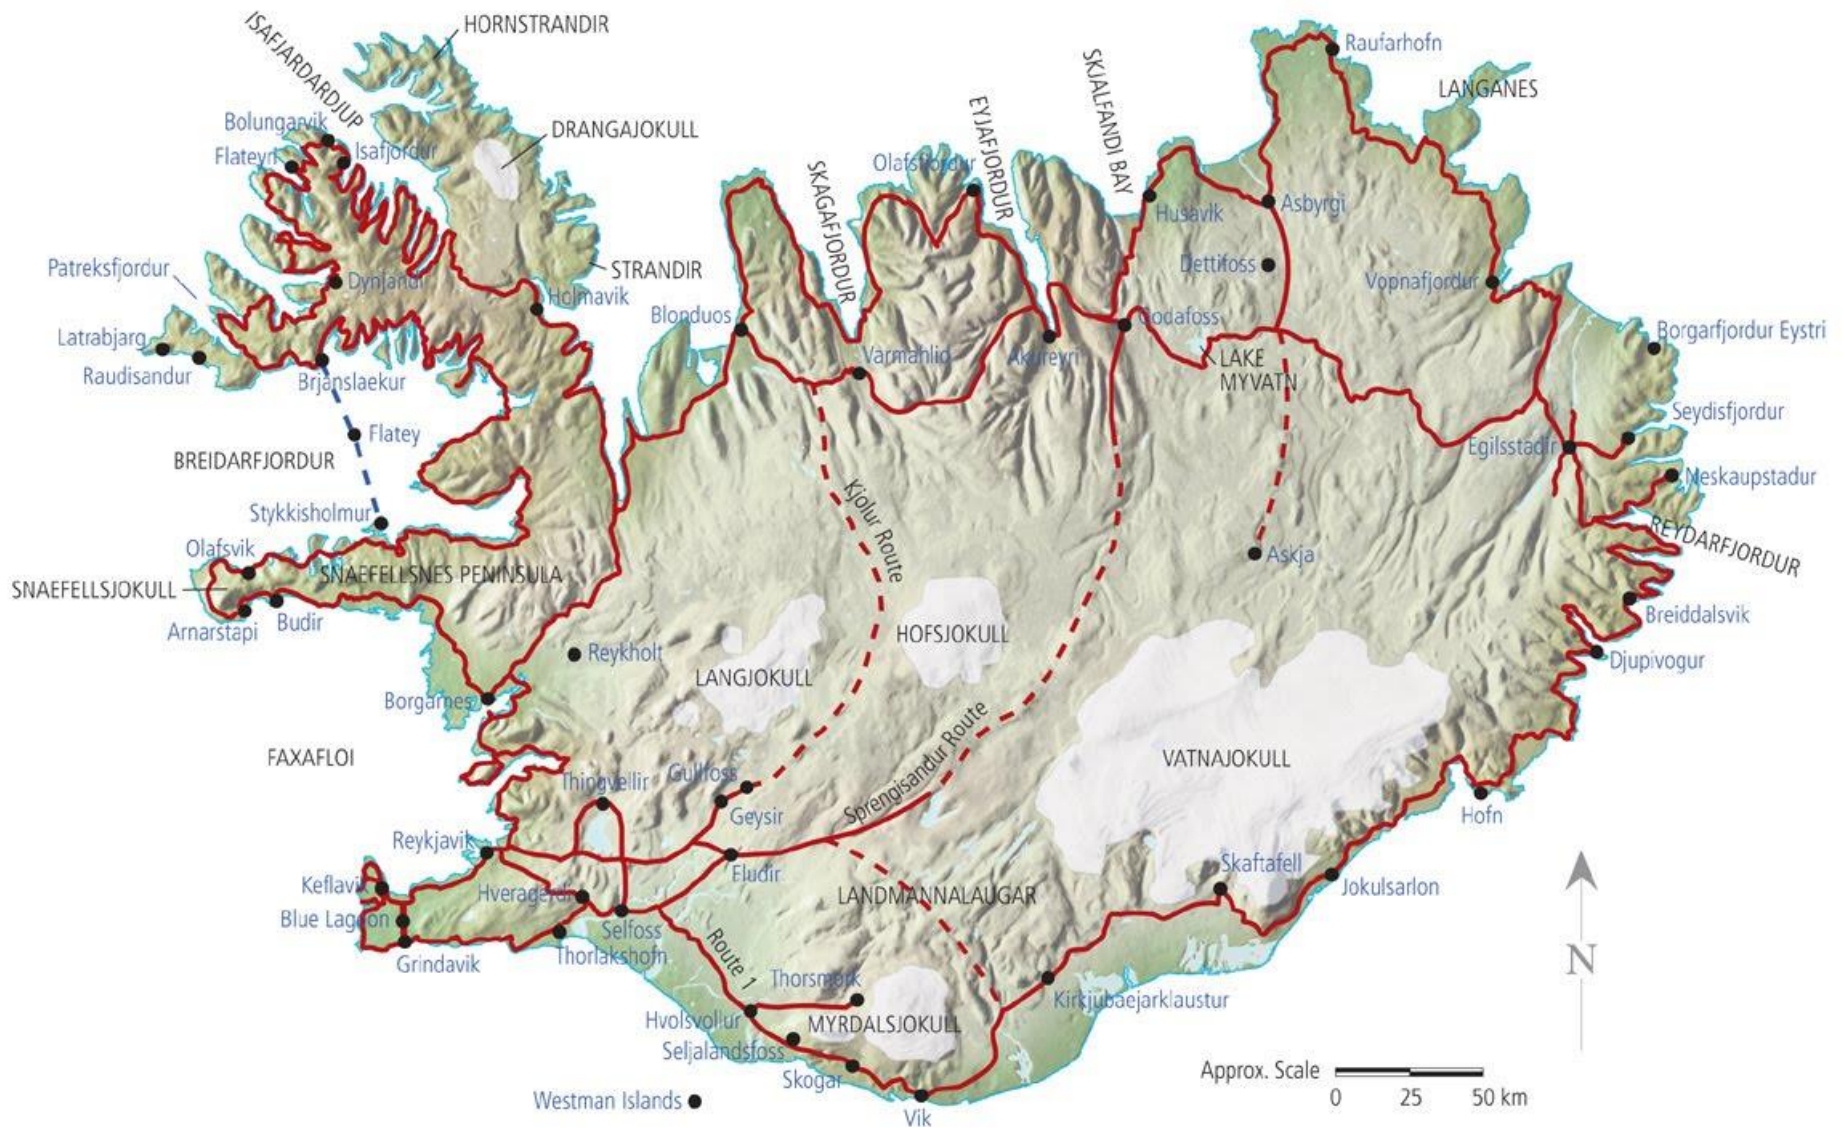 HORNSTRANDIR
ISAFJARDARDJUP
Raufarhofn
LANGANES
Bolungarvik
DRANGAJOKULL
Flateyri
Isafjordur
SKAGAFJORDUR
Olafsfjordur
EYJAFJORDUR
SKJALFANDI BAY
Husavik
Asbyrgi
Patreksfjordur
Dynjandi
STRANDIR
Holmavik
Dettifoss
Vopnafjordur
Latrabjarg
Raudisandur
Brjanslaekur
Blonduos
Varmahlid
Akureyri
Godafoss
LAKE
MYVATN
Borgarfjordur Eystri
Flatey
BREIDARFJORDUR
Seydisfjordur
Egilsstadir
Neskaupstadur
Stykkisholmur
Kjolur Route
REYDARFJORDUR
Olafsvik
SNAEFELLSJOKULL
SNAEFELLSNES PENINSULA
Askja
Arnarstapi
Budir
Breiddalsvik
Reykholt
HOFSJOKULL
LANGJOKULL
Djupivogur
Borgarnes
FAXAFLOI
Thingvellir
Gullfoss
Geysir
Sprengisandur Route
VATNAJOKULL
Hofn
Reykjavik
Eludir
Keflavik
Hveragerdi
LANDMANNALAUGAR
Skaftafell
Jokulsarlon
Blue Lagoon
Selfoss
Grindavik
Thorlakshofn
Route 1
Thorsmork
Kirkjubaejarklaustur
Hvolsvollur
MYRDALSJOKULL
Seljalandsfoss
Skogar
Westman Islands
Vik
N
Approx. Scale
0 25 50 km